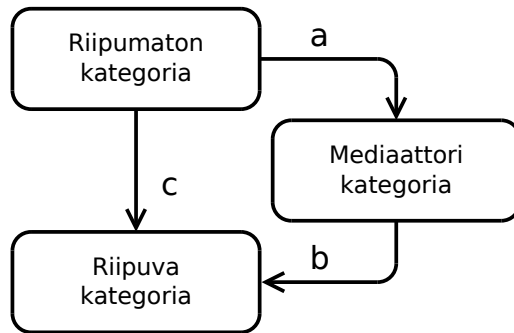 Riipumaton
kategoria
a
Mediaattori
kategoria
c
Riipuva
kategoria
b